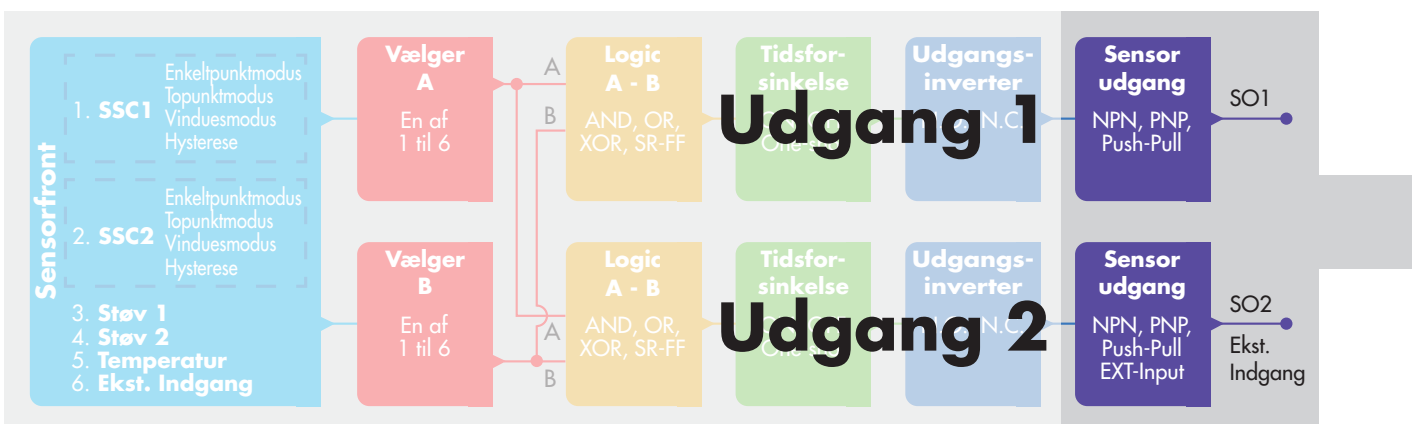 Sensorfront
1. SSC1
Enkeltpunktmodus
Topunktmodus
Vinduesmodus
Hysterese
2. SSC2
Enkeltpunktmodus
Topunktmodus
Vinduesmodus
Hysterese
3. Støv 1
4. Støv 2
5. Temperatur
6. Ekst. Indgang
Vælger
A
En af
1 til 6
A
B
Logic
A - B
AND, OR,
XOR, SR-FF
Tidsfor-
sinkelse
Udgangs-
inverter
N.C.
Udgang 1
Sensor
udgang
NPN, PNP,
Push-Pull
SO1
Vælger
B
En af
1 til 6
A
B
Logic
A - B
AND, OR,
XOR, SR-FF
Tidsfor-
sinkelse
Udgangs-
inverter
N.C.
Udgang 2
Sensor
udgang
NPN, PNP,
Push-Pull
EXT-Input
SO2
Ekst.
Indgang